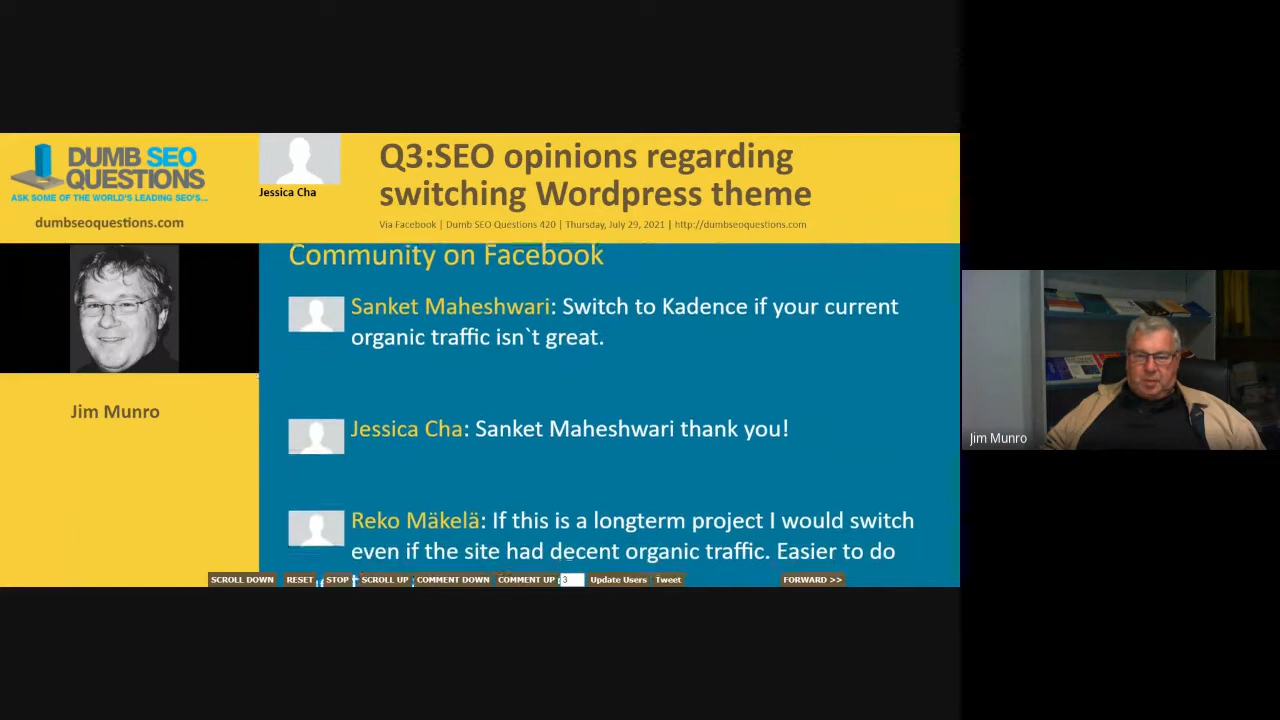 DUMB SEO
QUESTIONS
ASK SOME OF THE WORLD'S LEADING SEO'S...
dumbseoquestions.com
Jessica Cha
Q3:SEO opinions regarding
switching Wordpress theme
Via Facebook | Dumb SEO Questions 420 | Thursday, July 29, 2021 | http://dumbseoquestions.com
Jim Munro
Community on Facebook
Sanket Maheshwari: Switch to Kadence if your current
organic traffic isn`t great.
Jessica Cha: Sanket Maheshwari thank you!
Reko Mäkelä: If this is a longterm project I would switch
even if the site had decent organic traffic. Easier to do
SCROLL DOWN RESET STOP SCROLL UP COMMENT DOWN COMMENT UP 3 Update Users Tweet FORWARD >>
Jim Munro